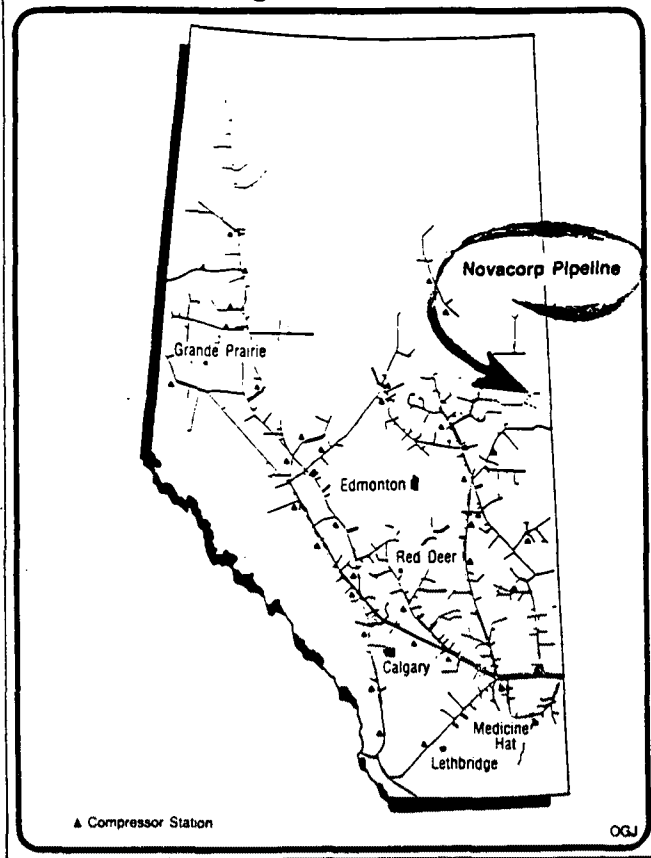 Novacorp Pipeline
Grande Prairie
Edmonton
Red Deer
Calgary
Medicine
Hat
Lethbridge
▲ Compressor Station
OGJ